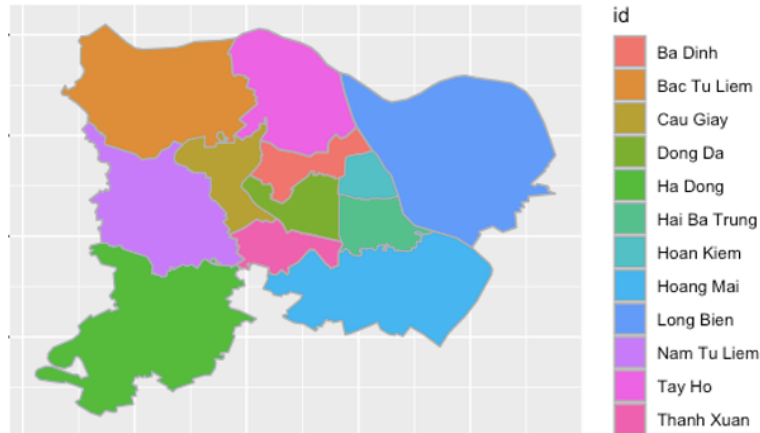 id
Ba Dinh
Bac Tu Liem
Cau Giay
Dong Da
Ha Dong
Hai Ba Trung
Hoan Kiem
Hoang Mai
Long Bien
Nam Tu Liem
Tay Ho
Thanh Xuan